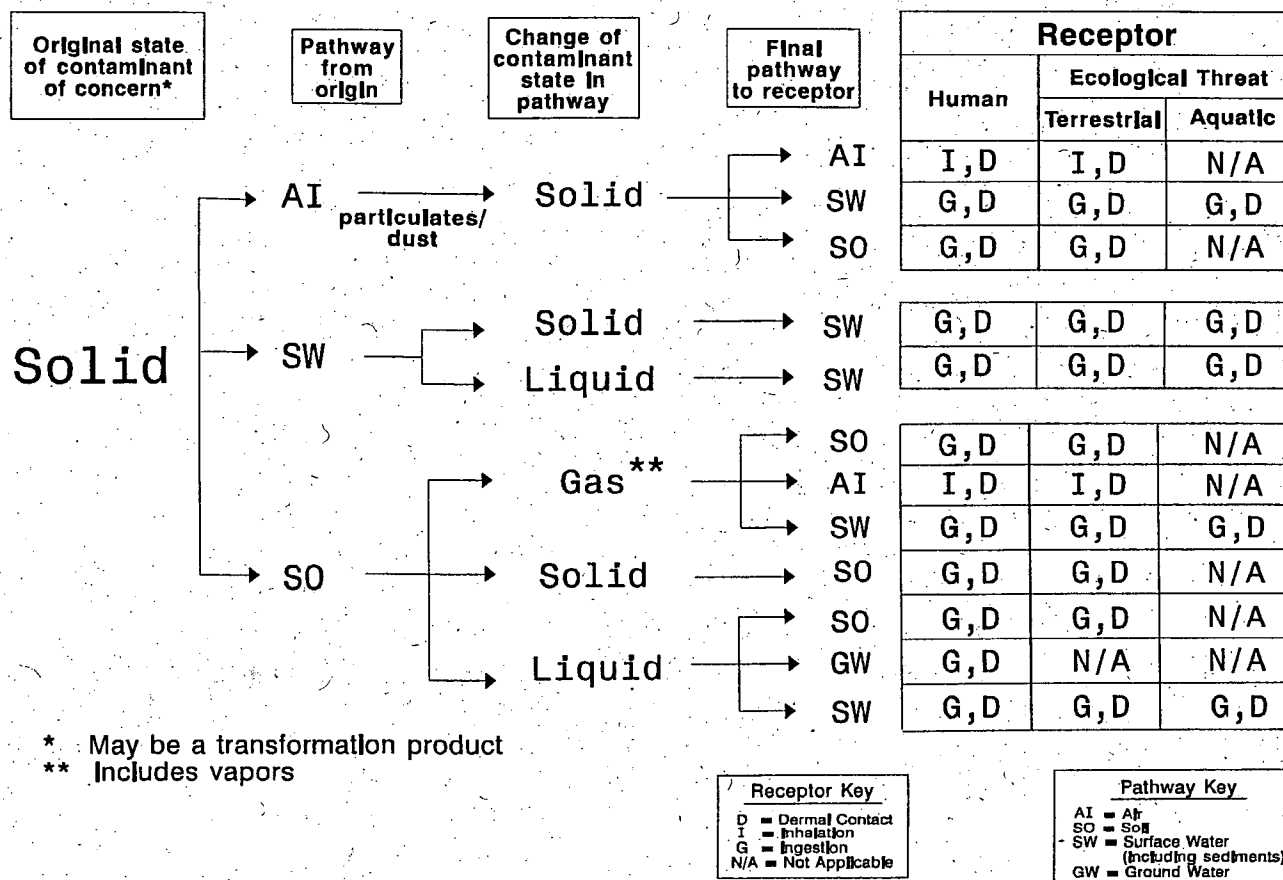 Original state
of contaminant
of concern*
Pathway
from
origin
Change of
contaminant
state in
pathway
Final
pathway
to receptor
Receptor
Human
Ecological Threat
Terrestrial
Aquatic
Solid
AI
particulates/
dust
Solid
AI
I,D
I,D
N/A
SW
G,D
G,D
G,D
SO
G,D
G,D
N/A
SW
Solid
SW
G,D
G,D
G,D
Liquid
SW
G,D
G,D
G,D
SO
Gas**
SO
G,D
G,D
N/A
AI
I,D
I,D
N/A
SW
G,D
G,D
G,D
Solid
SO
G,D
G,D
N/A
Liquid
SO
G,D
G,D
N/A
GW
G,D
N/A
N/A
SW
G,D
G,D
G,D
* May be a transformation product
** Includes vapors
Receptor Key
D = Dermal Contact
I = Inhalation
G = Ingestion
N/A = Not Applicable
Pathway Key
AI = Air
SO = Soil
SW = Surface Water
(including sediments)
GW = Ground Water